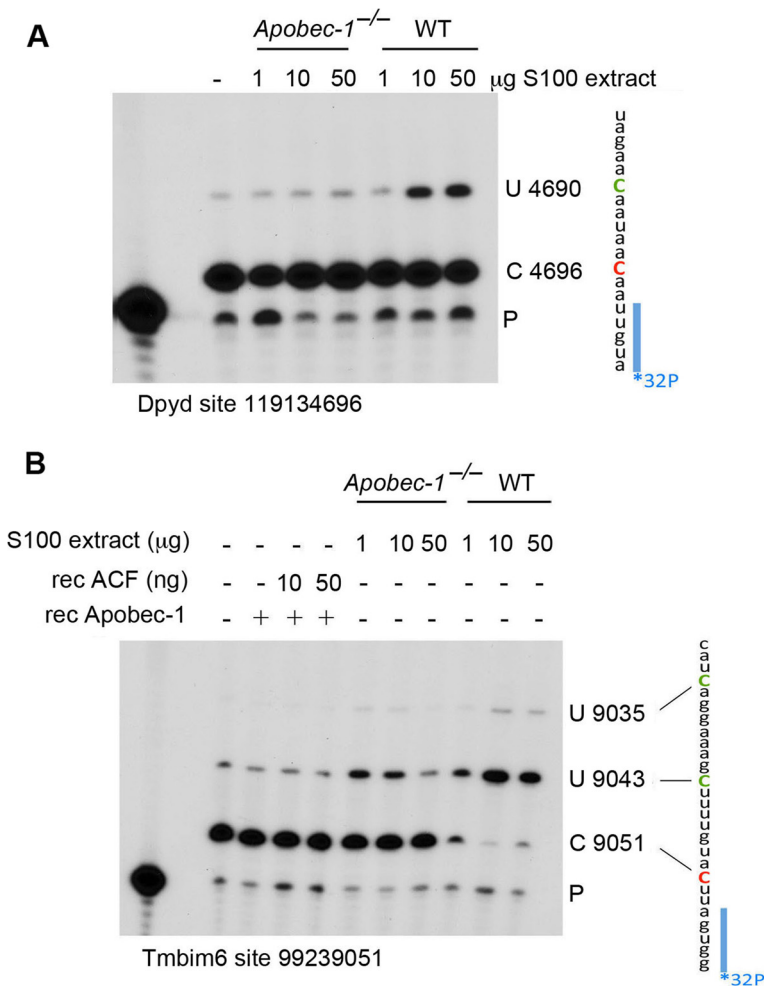 A
Apobec-1 –/– WT
- 1 10 50 1 10 50 μg S100 extract
U 4690
C 4696
P
uagaaCaauaaCaauugua
*32P
Dpyd site 119134696
B
Apobec-1 –/– WT
S100 extract (μg) - - - - 1 10 50 1 10 50
rec ACF (ng) - - 10 50 - - - - - -
rec Apobec-1 - + + + - - - - - -
U 9035
U 9043
C 9051
P
cauCaggaaagCuuuuguaCuuagugg
*32P
Tmbim6 site 99239051